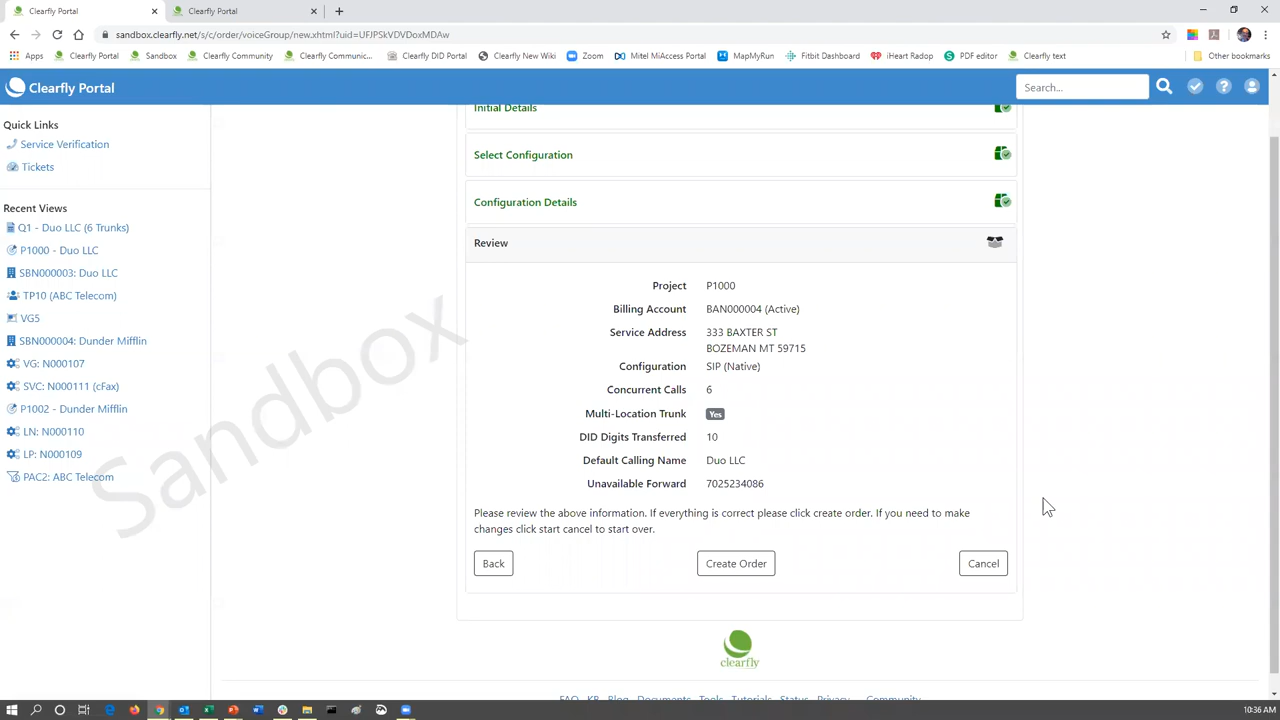 Clearfly Portal
Clearfly Portal
sandbox.clearfly.net/s/c/order/voiceGroup/new.xhtml?uid=UFJPSkVDVDoxMDAw
Apps
Clearfly Portal
Sandbox
Clearfly Community
Clearfly Communic...
Clearfly DID Portal
Clearfly New Wiki
Zoom
Mitel MiAccess Portal
MapMyRun
Fitbit Dashboard
iHeart Radop
PDF editor
Clearfly text
Other bookmarks
Clearfly Portal
Search...
Quick Links
Service Verification
Tickets
Recent Views
Q1 - Duo LLC (6 Trunks)
P1000 - Duo LLC
SBN000003: Duo LLC
TP10 (ABC Telecom)
VG5
SBN000004: Dunder Mifflin
VG: N000107
SVC: N000111 (cFax)
P1002 - Dunder Mifflin
LN: N000110
LP: N000109
PAC2: ABC Telecom
Sandbox
Initial Details
Select Configuration
Configuration Details
Review
Project P1000
Billing Account BAN000004 (Active)
Service Address 333 BAXTER ST
BOZEMAN MT 59715
Configuration SIP (Native)
Concurrent Calls 6
Multi-Location Trunk Yes
DID Digits Transferred 10
Default Calling Name Duo LLC
Unavailable Forward 7025234086
Please review the above information. If everything is correct please click create order. If you need to make
changes click start cancel to start over.
Back
Create Order
Cancel
clearfly
FAQ KB Blog Documents Tools Tutorials Status Privacy Community
10:36 AM